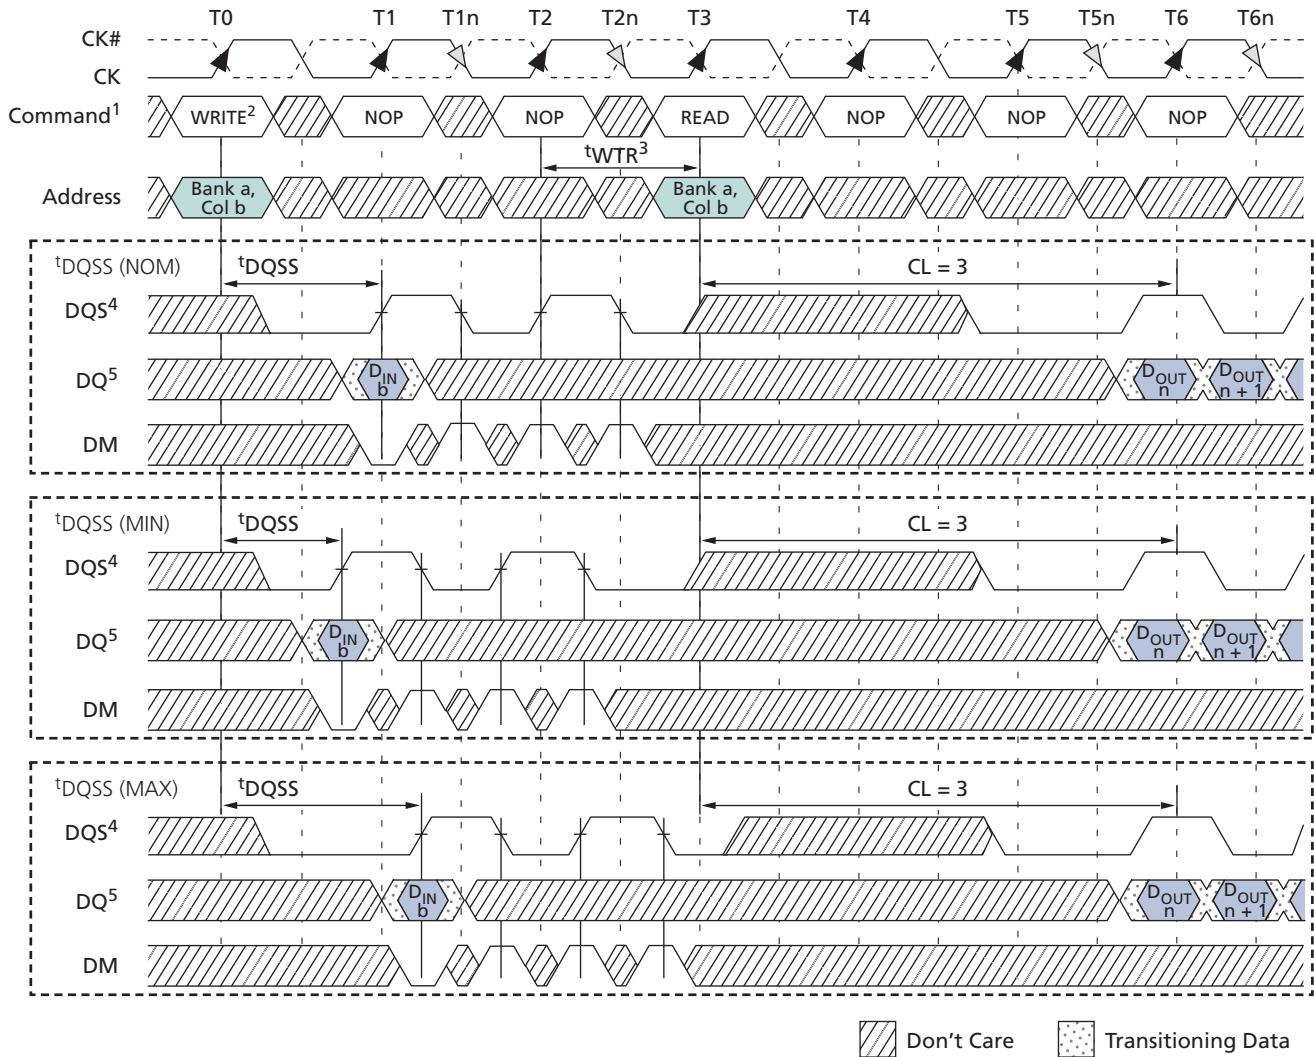 T0 T1 T1n T2 T2n T3 T4 T5 T5n T6 T6n
CK#
CK
Command1 WRITE2 NOP NOP READ NOP NOP NOP
tWTR3
Address Bank a, Col b Bank a, Col b
tDQSS (NOM) tDQSS CL = 3
DQS4
DQ5 DIN b DOUT n DOUT n + 1
DM
tDQSS (MIN) tDQSS CL = 3
DQS4
DQ5 DIN b DOUT n DOUT n + 1
DM
tDQSS (MAX) tDQSS CL = 3
DQS4
DQ5 DIN b DOUT n DOUT n + 1
DM
Don't Care Transitioning Data